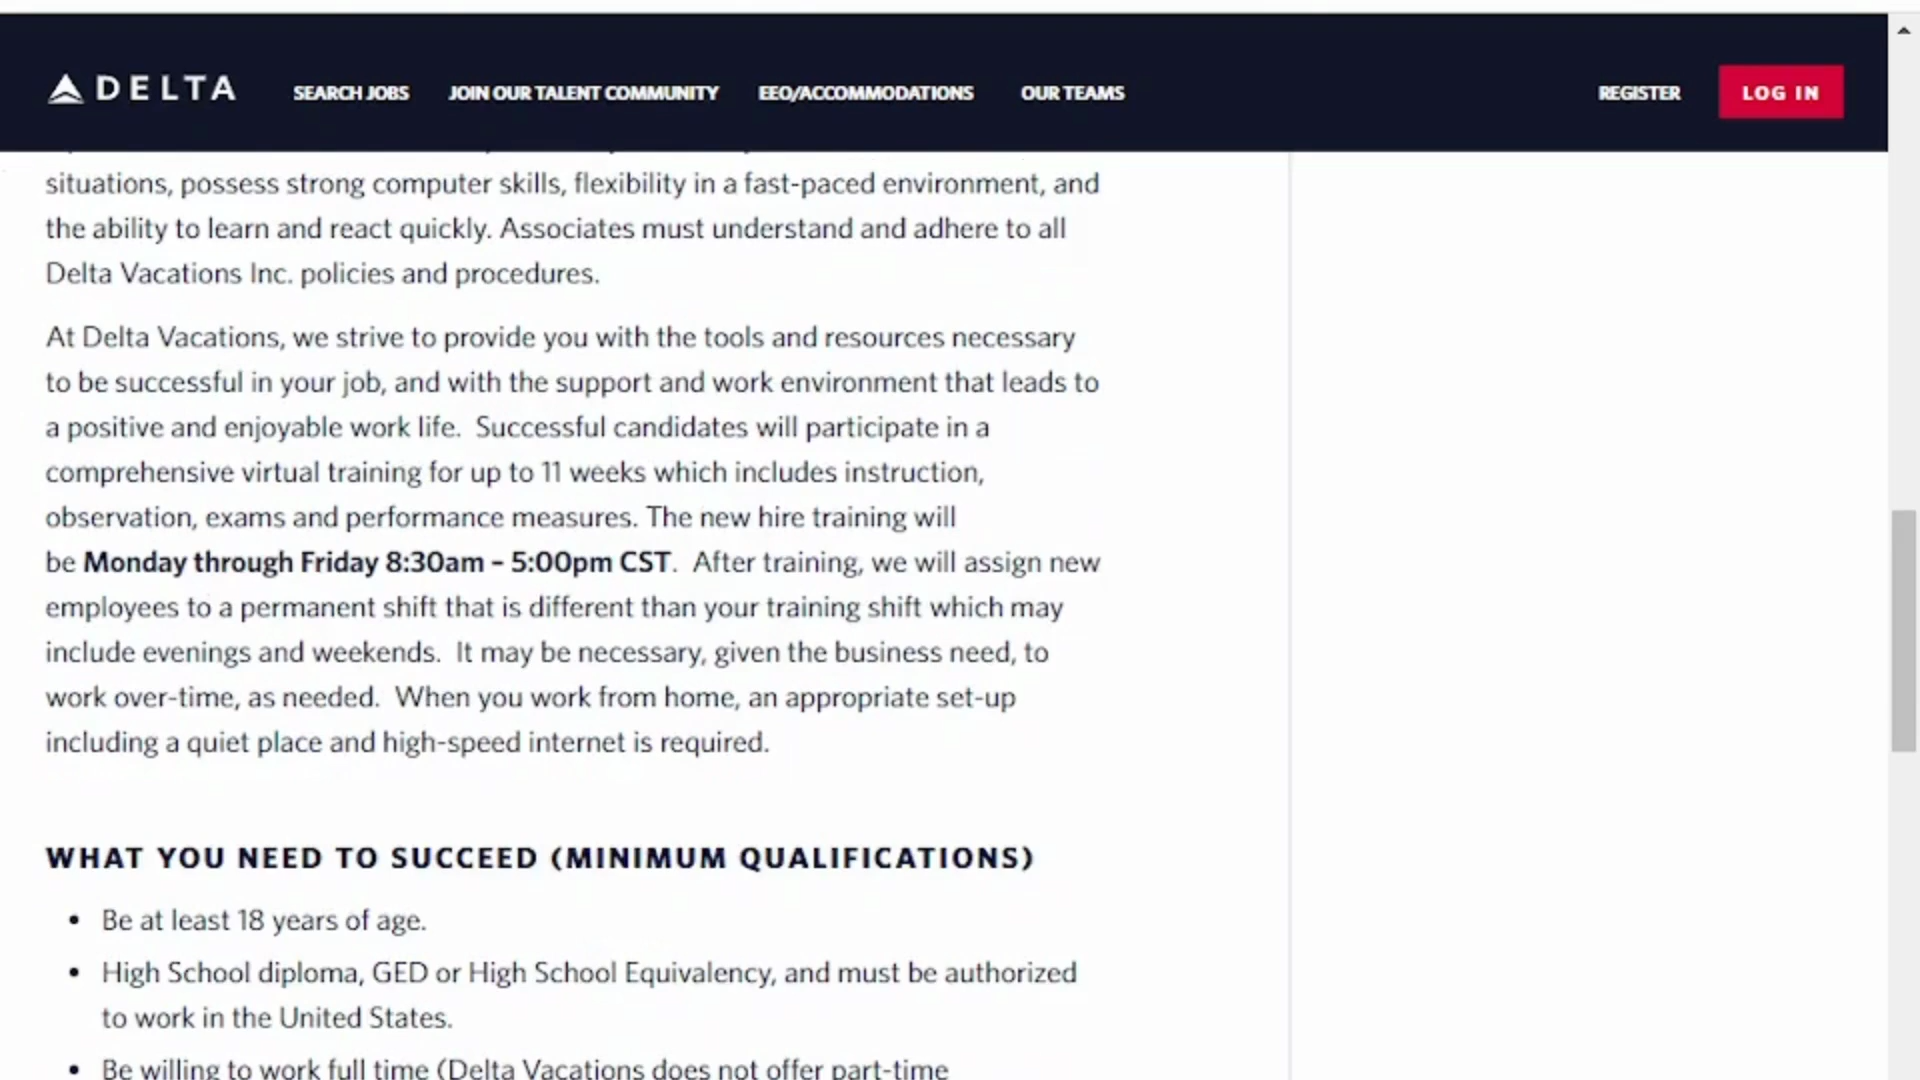 DELTA
SEARCH JOBS
JOIN OUR TALENT COMMUNITY
EEO/ACCOMMODATIONS
OUR TEAMS
REGISTER
LOG IN
situations, possess strong computer skills, flexibility in a fast-paced environment, and
the ability to learn and react quickly. Associates must understand and adhere to all
Delta Vacations Inc. policies and procedures.
At Delta Vacations, we strive to provide you with the tools and resources necessary
to be successful in your job, and with the support and work environment that leads to
a positive and enjoyable work life.  Successful candidates will participate in a
comprehensive virtual training for up to 11 weeks which includes instruction,
observation, exams and performance measures. The new hire training will
be Monday through Friday 8:30am – 5:00pm CST.  After training, we will assign new
employees to a permanent shift that is different than your training shift which may
include evenings and weekends.  It may be necessary, given the business need, to
work over-time, as needed.  When you work from home, an appropriate set-up
including a quiet place and high-speed internet is required.
WHAT YOU NEED TO SUCCEED (MINIMUM QUALIFICATIONS)
• Be at least 18 years of age.
• High School diploma, GED or High School Equivalency, and must be authorized
to work in the United States.
• Be willing to work full time (Delta Vacations does not offer part-time